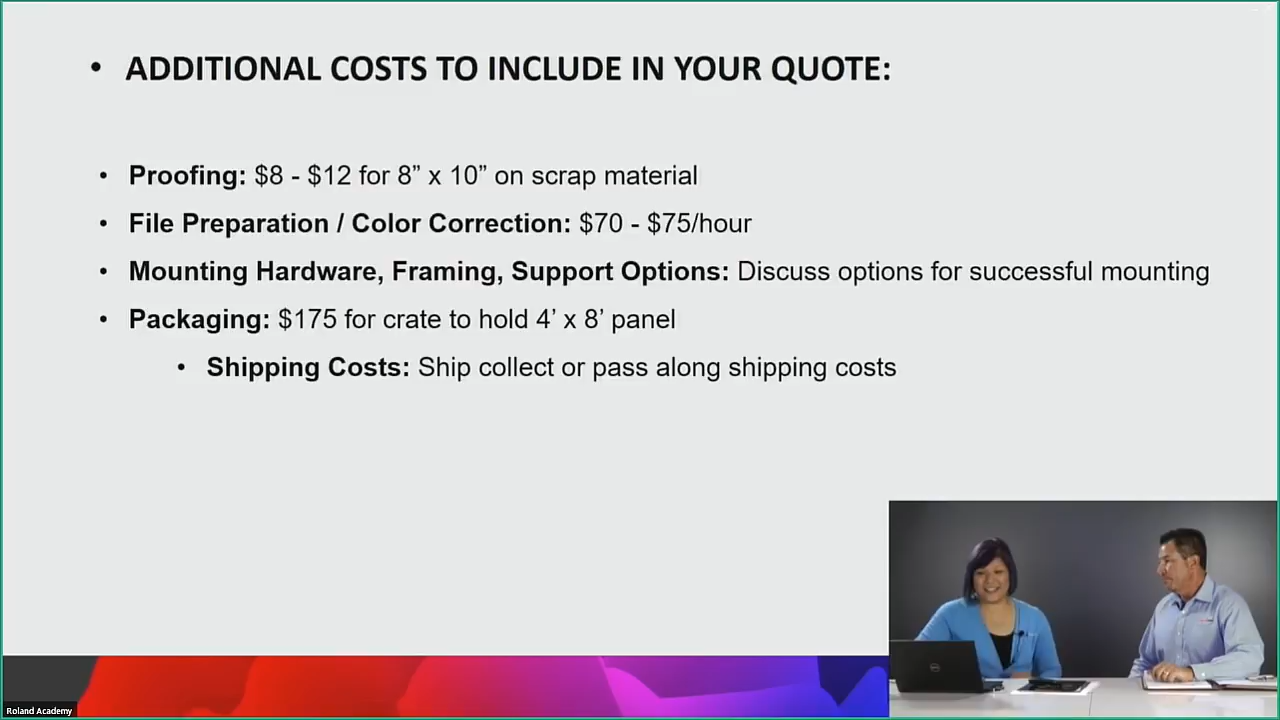 • ADDITIONAL COSTS TO INCLUDE IN YOUR QUOTE:
• Proofing: $8 - $12 for 8” x 10” on scrap material
• File Preparation / Color Correction: $70 - $75/hour
• Mounting Hardware, Framing, Support Options: Discuss options for successful mounting
• Packaging: $175 for crate to hold 4’ x 8’ panel
• Shipping Costs: Ship collect or pass along shipping costs
Roland Academy